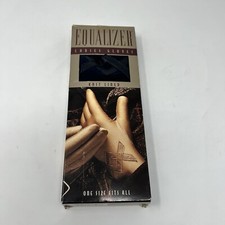 EQUALIZER
LADIES GLOVES
KNIT LINED
ONE SIZE FITS ALL